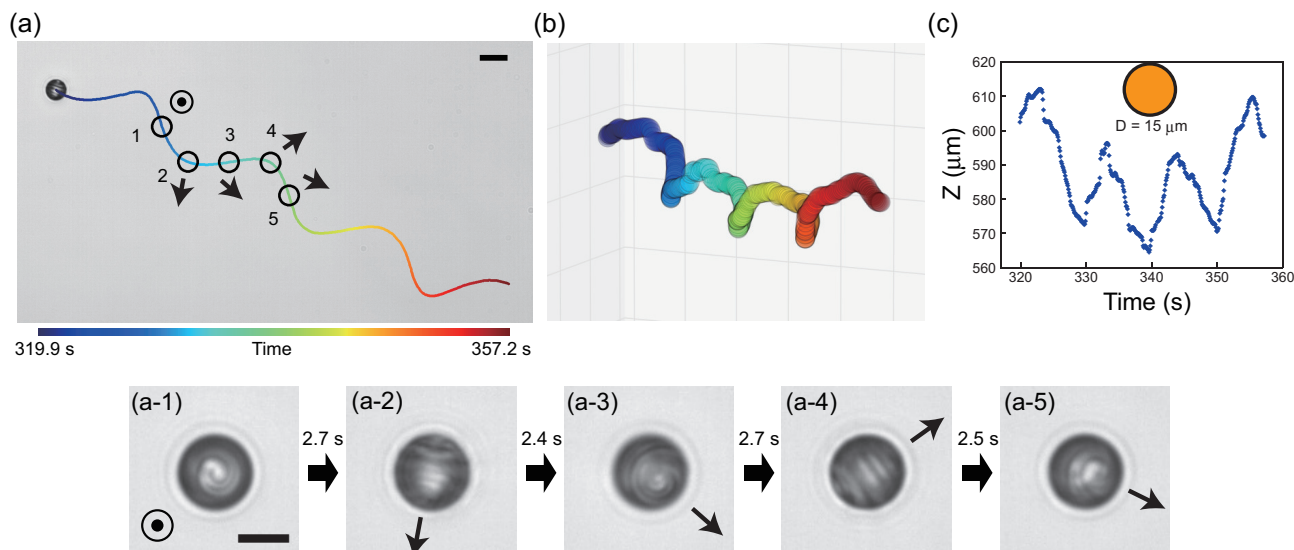 (a)
1
2
3
4
5
319.9 s
Time
357.2 s
(b)
(c)
Z (μm)
620
610
600
590
580
570
560
D = 15 μm
320
330
340
350
360
Time (s)
(a-1)
2.7 s
(a-2)
2.4 s
(a-3)
2.7 s
(a-4)
2.5 s
(a-5)